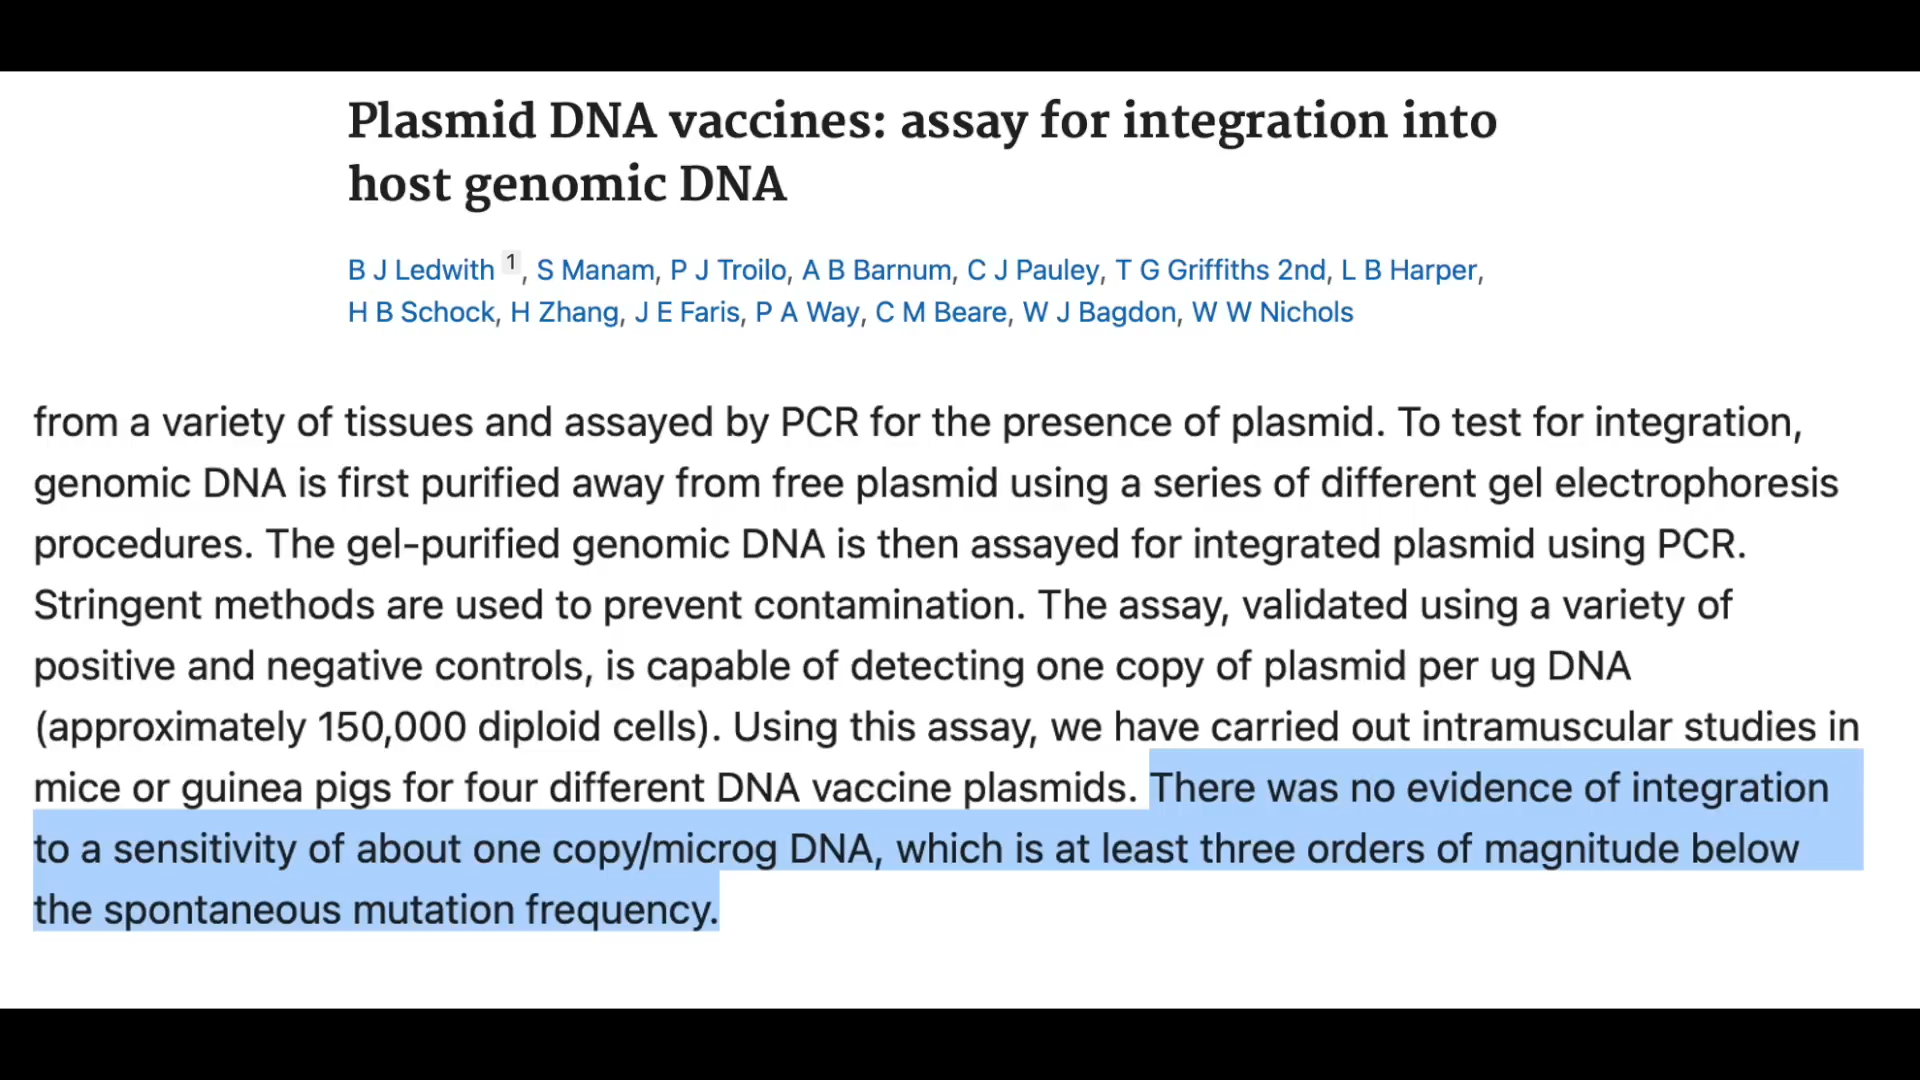 Plasmid DNA vaccines: assay for integration into
host genomic DNA
B J Ledwith 1, S Manam, P J Troilo, A B Barnum, C J Pauley, T G Griffiths 2nd, L B Harper,
H B Schock, H Zhang, J E Faris, P A Way, C M Beare, W J Bagdon, W W Nichols
from a variety of tissues and assayed by PCR for the presence of plasmid. To test for integration,
genomic DNA is first purified away from free plasmid using a series of different gel electrophoresis
procedures. The gel-purified genomic DNA is then assayed for integrated plasmid using PCR.
Stringent methods are used to prevent contamination. The assay, validated using a variety of
positive and negative controls, is capable of detecting one copy of plasmid per ug DNA
(approximately 150,000 diploid cells). Using this assay, we have carried out intramuscular studies in
mice or guinea pigs for four different DNA vaccine plasmids. There was no evidence of integration
to a sensitivity of about one copy/microg DNA, which is at least three orders of magnitude below
the spontaneous mutation frequency.